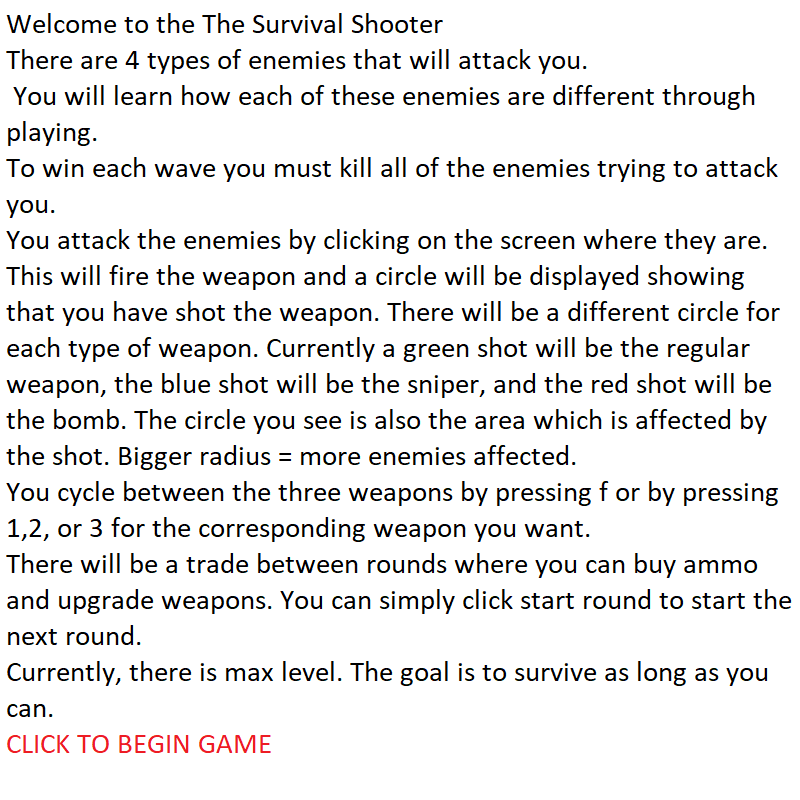 Welcome to the The Survival Shooter
There are 4 types of enemies that will attack you.
You will learn how each of these enemies are different through
playing.
To win each wave you must kill all of the enemies trying to attack
you.
You attack the enemies by clicking on the screen where they are.
This will fire the weapon and a circle will be displayed showing
that you have shot the weapon. There will be a different circle for
each type of weapon. Currently a green shot will be the regular
weapon, the blue shot will be the sniper, and the red shot will be
the bomb. The circle you see is also the area which is affected by
the shot. Bigger radius = more enemies affected.
You cycle between the three weapons by pressing f or by pressing
1,2, or 3 for the corresponding weapon you want.
There will be a trade between rounds where you can buy ammo
and upgrade weapons. You can simply click start round to start the
next round.
Currently, there is max level. The goal is to survive as long as you
can.
CLICK TO BEGIN GAME